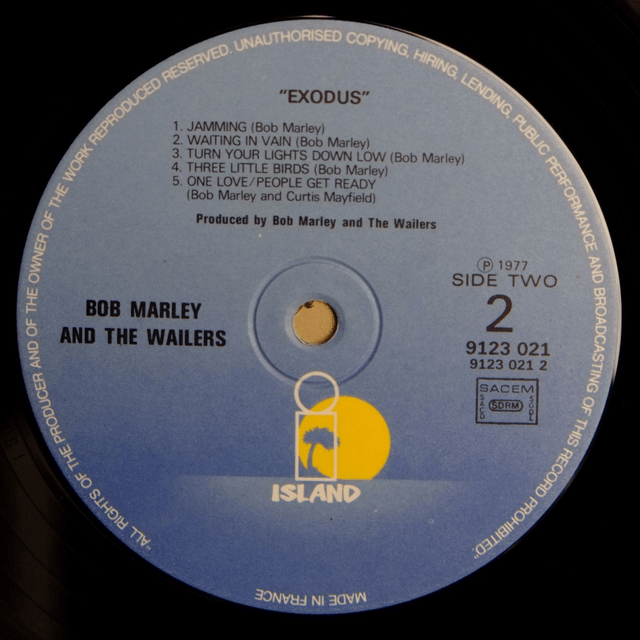 "ALL RIGHTS OF THE PRODUCER AND OF THE OWNER OF THE WORK REPRODUCED RESERVED. UNAUTHORISED COPYING, HIRING, LENDING, PUBLIC PERFORMANCE AND BROADCASTING OF THIS RECORD PROHIBITED."
"EXODUS"
1. JAMMING (Bob Marley)
2. WAITING IN VAIN (Bob Marley)
3. TURN YOUR LIGHTS DOWN LOW (Bob Marley)
4. THREE LITTLE BIRDS (Bob Marley)
5. ONE LOVE/PEOPLE GET READY
(Bob Marley and Curtis Mayfield)
Produced by Bob Marley and The Wailers
BOB MARLEY
AND THE WAILERS
Ⓟ 1977
SIDE TWO
2
9123 021
9123 021 2
SACEM
SDRM
ISLAND
MADE IN FRANCE